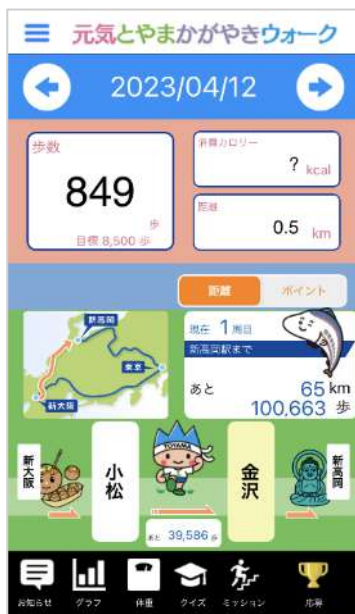 元気とやまかがやきウォーク
2023/04/12
歩数
849
歩
目標 8,500 歩
消費カロリー
? kcal
距離
0.5 km
距離
ポイント
新高岡
東京
新大阪
現在 1 周目
新高岡駅まで
あと 65 km
100,663 歩
新大阪
小松
TOYAMA
金沢
新高岡
あと 39,586 歩
お知らせ
グラフ
体重
クイズ
ミッション
応募